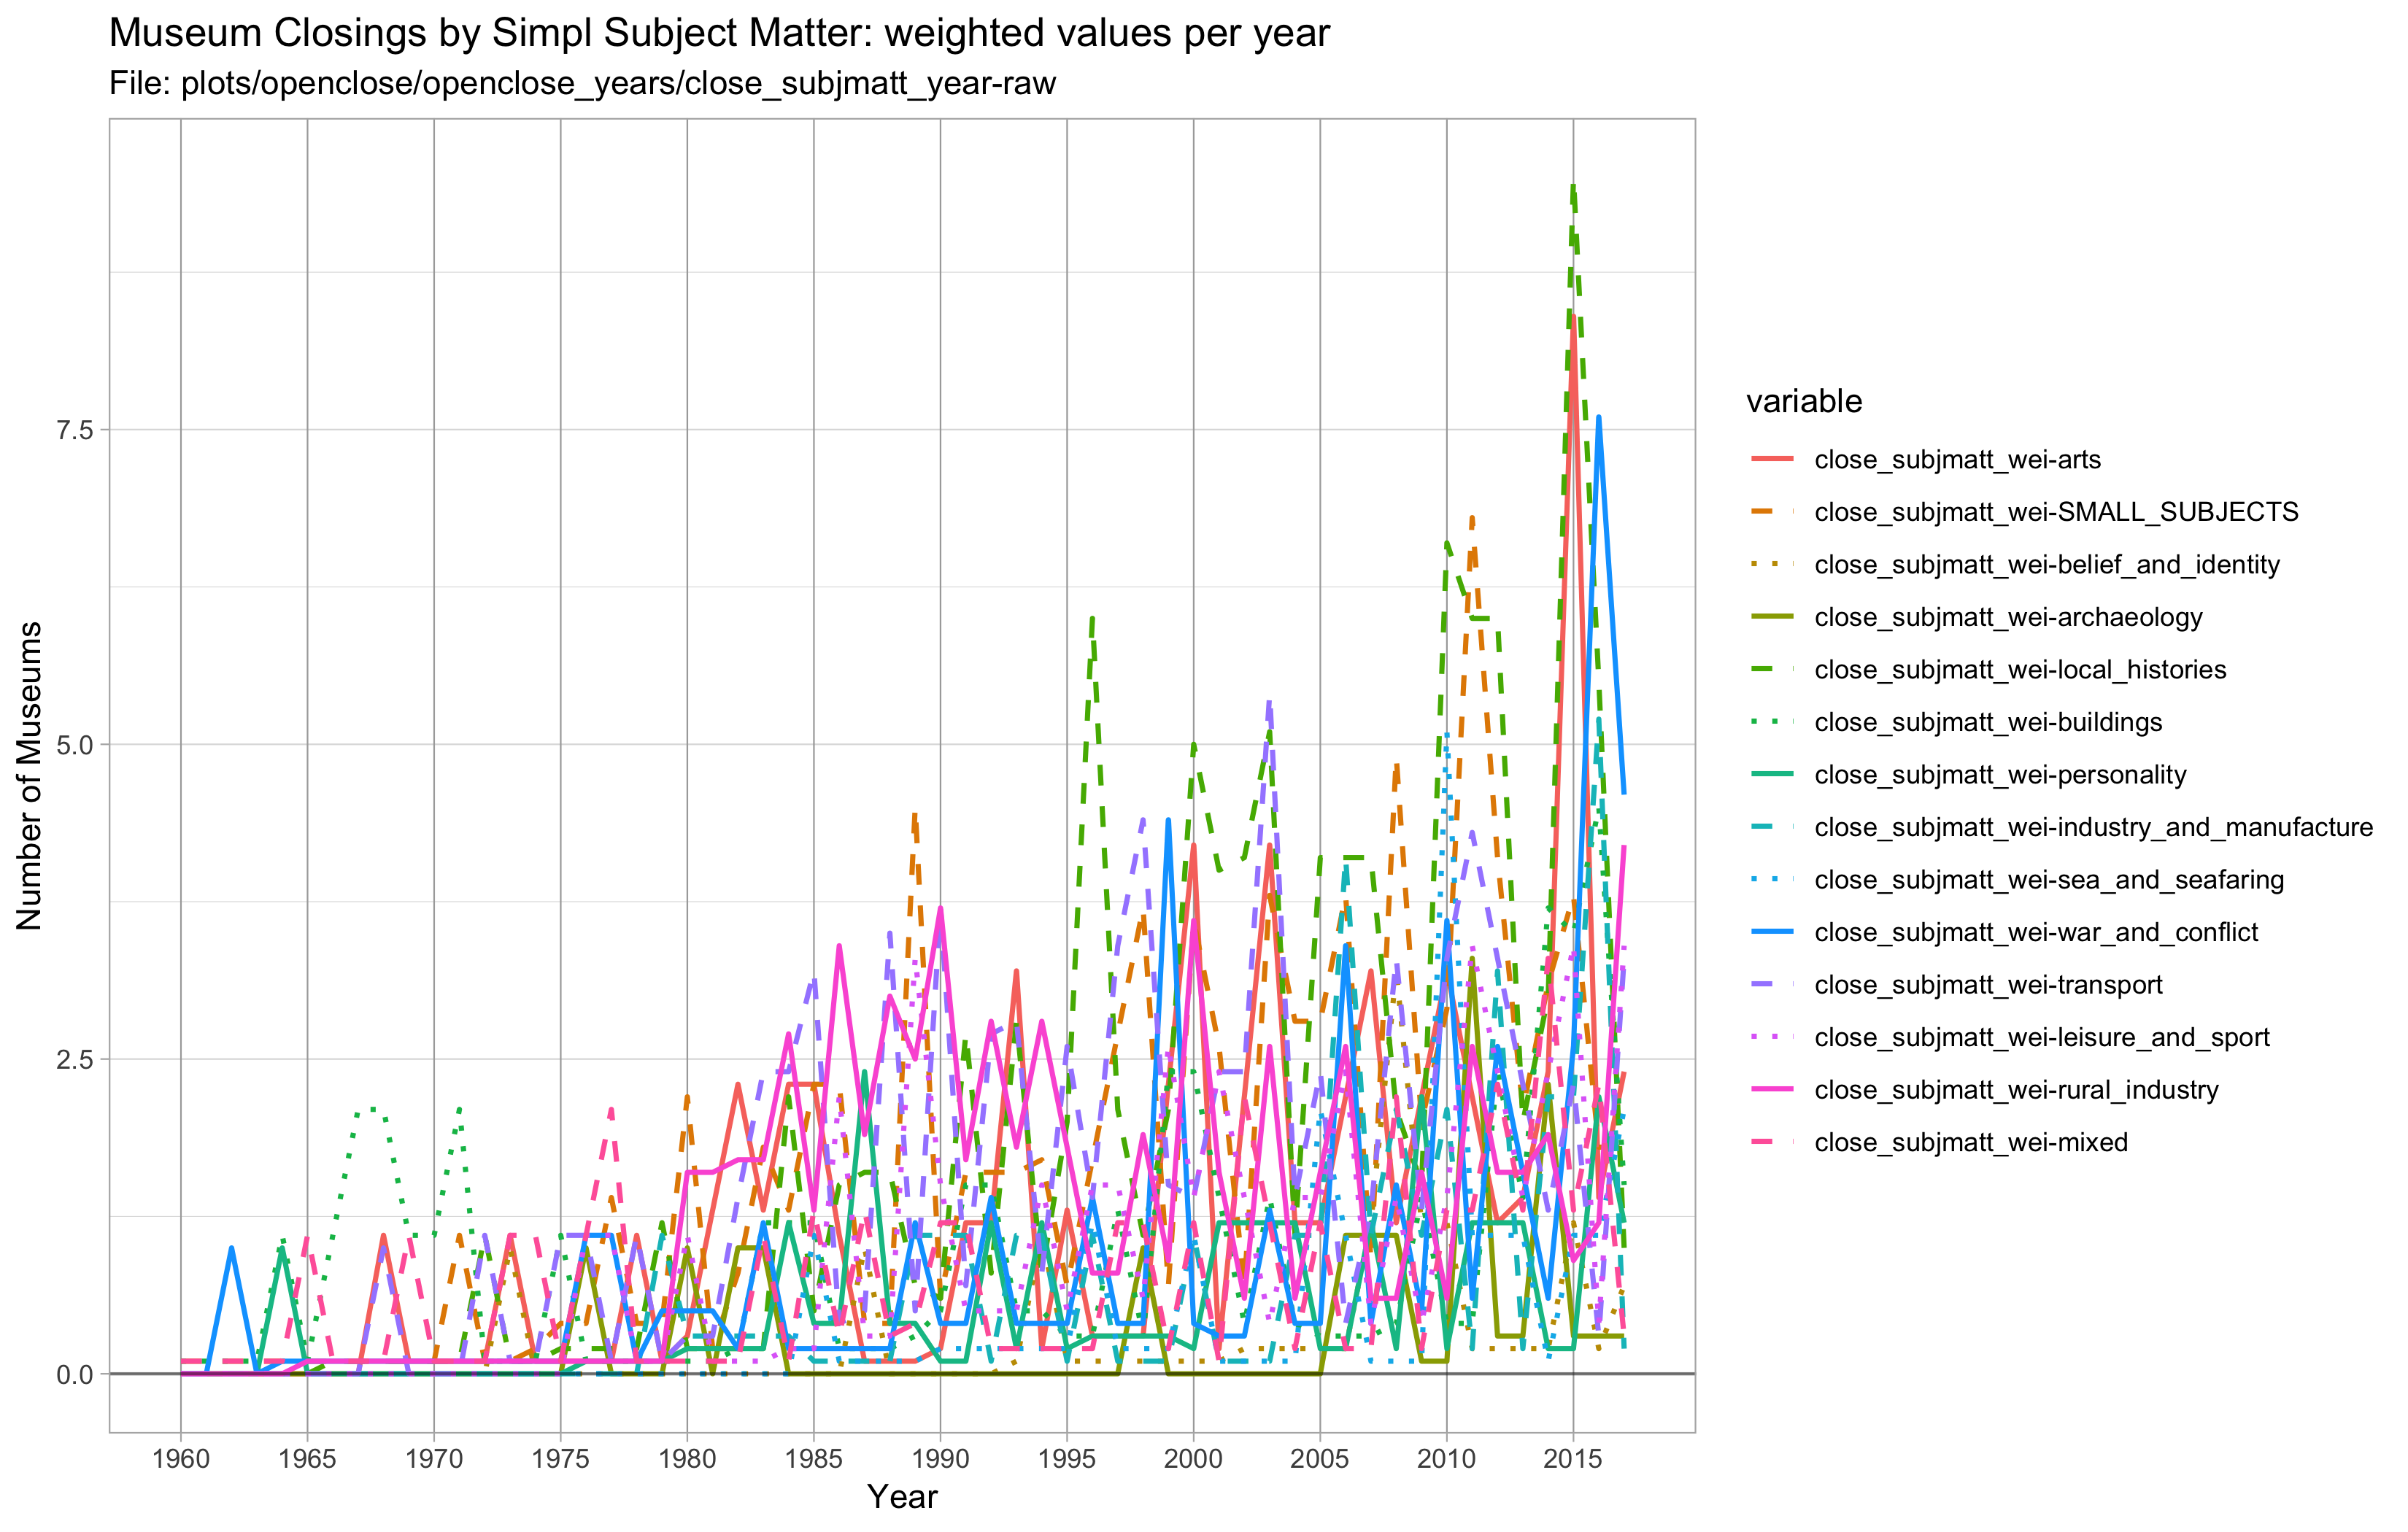 Museum Closings by Simpl Subject Matter: weighted values per year
File: plots/openclose/openclose_years/close_subjmatt_year-raw
Number of Museums
7.5
5.0
2.5
0.0
1960 1965 1970 1975 1980 1985 1990 1995 2000 2005 2010 2015
Year
variable
close_subjmatt_wei-arts
close_subjmatt_wei-SMALL_SUBJECTS
close_subjmatt_wei-belief_and_identity
close_subjmatt_wei-archaeology
close_subjmatt_wei-local_histories
close_subjmatt_wei-buildings
close_subjmatt_wei-personality
close_subjmatt_wei-industry_and_manufacture
close_subjmatt_wei-sea_and_seafaring
close_subjmatt_wei-war_and_conflict
close_subjmatt_wei-transport
close_subjmatt_wei-leisure_and_sport
close_subjmatt_wei-rural_industry
close_subjmatt_wei-mixed